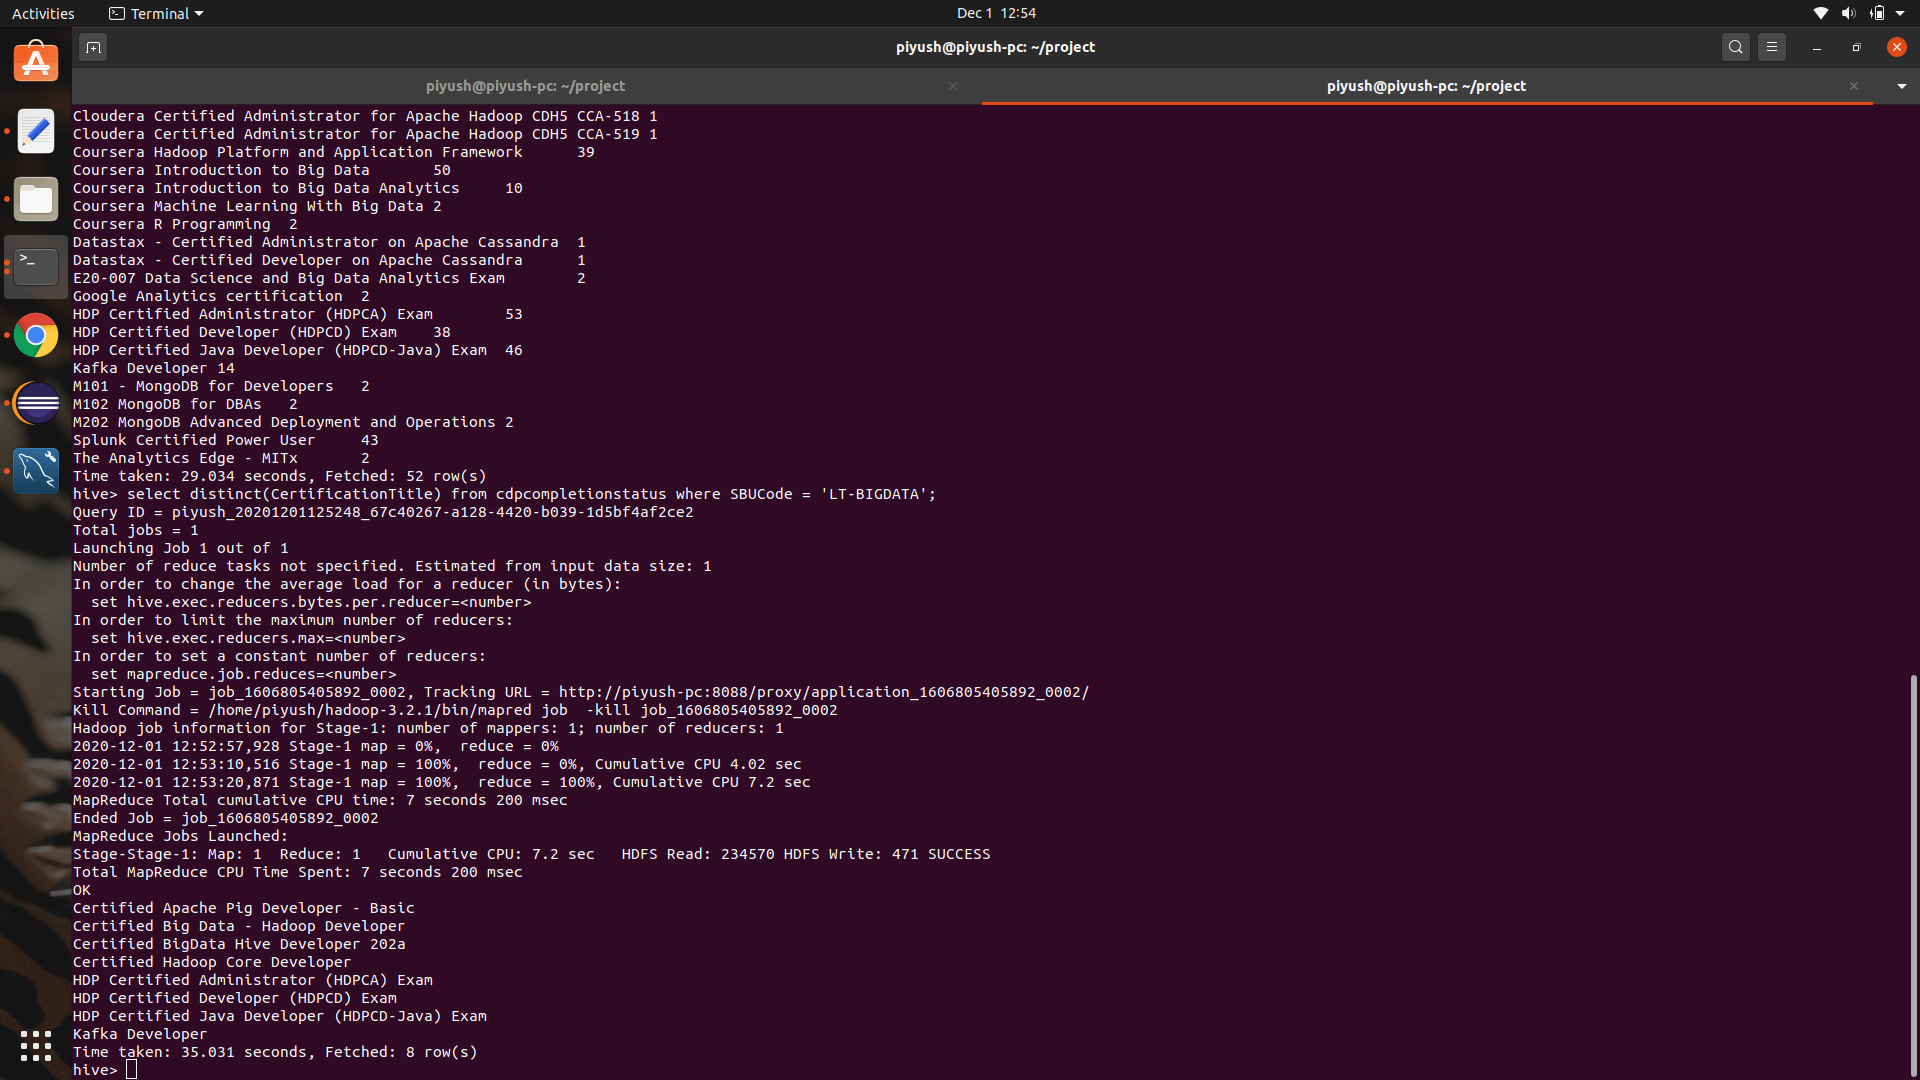 Activities
Terminal
Dec 1 12:54
piyush@piyush-pc: ~/project
piyush@piyush-pc: ~/project
piyush@piyush-pc: ~/project
Cloudera Certified Administrator for Apache Hadoop CDH5 CCA-518 1
Cloudera Certified Administrator for Apache Hadoop CDH5 CCA-519 1
Coursera Hadoop Platform and Application Framework 39
Coursera Introduction to Big Data 50
Coursera Introduction to Big Data Analytics 10
Coursera Machine Learning With Big Data 2
Coursera R Programming 2
Datastax - Certified Administrator on Apache Cassandra 1
Datastax - Certified Developer on Apache Cassandra 1
E20-007 Data Science and Big Data Analytics Exam 2
Google Analytics certification 2
HDP Certified Administrator (HDPCA) Exam 53
HDP Certified Developer (HDPCD) Exam 38
HDP Certified Java Developer (HDPCD-Java) Exam 46
Kafka Developer 14
M101 - MongoDB for Developers 2
M102 MongoDB for DBAs 2
M202 MongoDB Advanced Deployment and Operations 2
Splunk Certified Power User 43
The Analytics Edge - MITx 2
Time taken: 29.034 seconds, Fetched: 52 row(s)
hive> select distinct(CertificationTitle) from cdpcompletionstatus where SBUCode = 'LT-BIGDATA';
Query ID = piyush_20201201125248_67c40267-a128-4420-b039-1d5bf4af2ce2
Total jobs = 1
Launching Job 1 out of 1
Number of reduce tasks not specified. Estimated from input data size: 1
In order to change the average load for a reducer (in bytes):
  set hive.exec.reducers.bytes.per.reducer=<number>
In order to limit the maximum number of reducers:
  set hive.exec.reducers.max=<number>
In order to set a constant number of reducers:
  set mapreduce.job.reduces=<number>
Starting Job = job_1606805405892_0002, Tracking URL = http://piyush-pc:8088/proxy/application_1606805405892_0002/
Kill Command = /home/piyush/hadoop-3.2.1/bin/mapred job  -kill job_1606805405892_0002
Hadoop job information for Stage-1: number of mappers: 1; number of reducers: 1
2020-12-01 12:52:57,928 Stage-1 map = 0%,  reduce = 0%
2020-12-01 12:53:10,516 Stage-1 map = 100%,  reduce = 0%, Cumulative CPU 4.02 sec
2020-12-01 12:53:20,871 Stage-1 map = 100%,  reduce = 100%, Cumulative CPU 7.2 sec
MapReduce Total cumulative CPU time: 7 seconds 200 msec
Ended Job = job_1606805405892_0002
MapReduce Jobs Launched:
Stage-Stage-1: Map: 1  Reduce: 1   Cumulative CPU: 7.2 sec   HDFS Read: 234570 HDFS Write: 471 SUCCESS
Total MapReduce CPU Time Spent: 7 seconds 200 msec
OK
Certified Apache Pig Developer - Basic
Certified Big Data - Hadoop Developer
Certified BigData Hive Developer 202a
Certified Hadoop Core Developer
HDP Certified Administrator (HDPCA) Exam
HDP Certified Developer (HDPCD) Exam
HDP Certified Java Developer (HDPCD-Java) Exam
Kafka Developer
Time taken: 35.031 seconds, Fetched: 8 row(s)
hive>